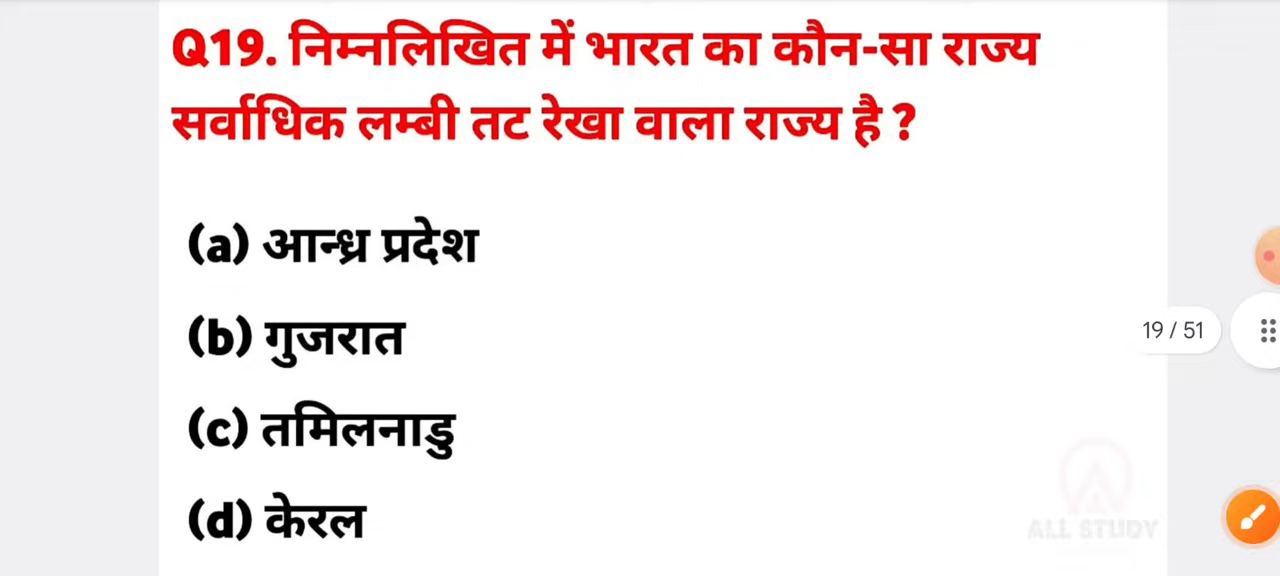 Q19. निम्नलिखित में भारत का कौन-सा राज्य
सर्वाधिक लम्बी तट रेखा वाला राज्य है ?
(a) आन्ध्र प्रदेश
(b) गुजरात
19 / 51
(c) तमिलनाडु
(d) केरल
ALL STUDY